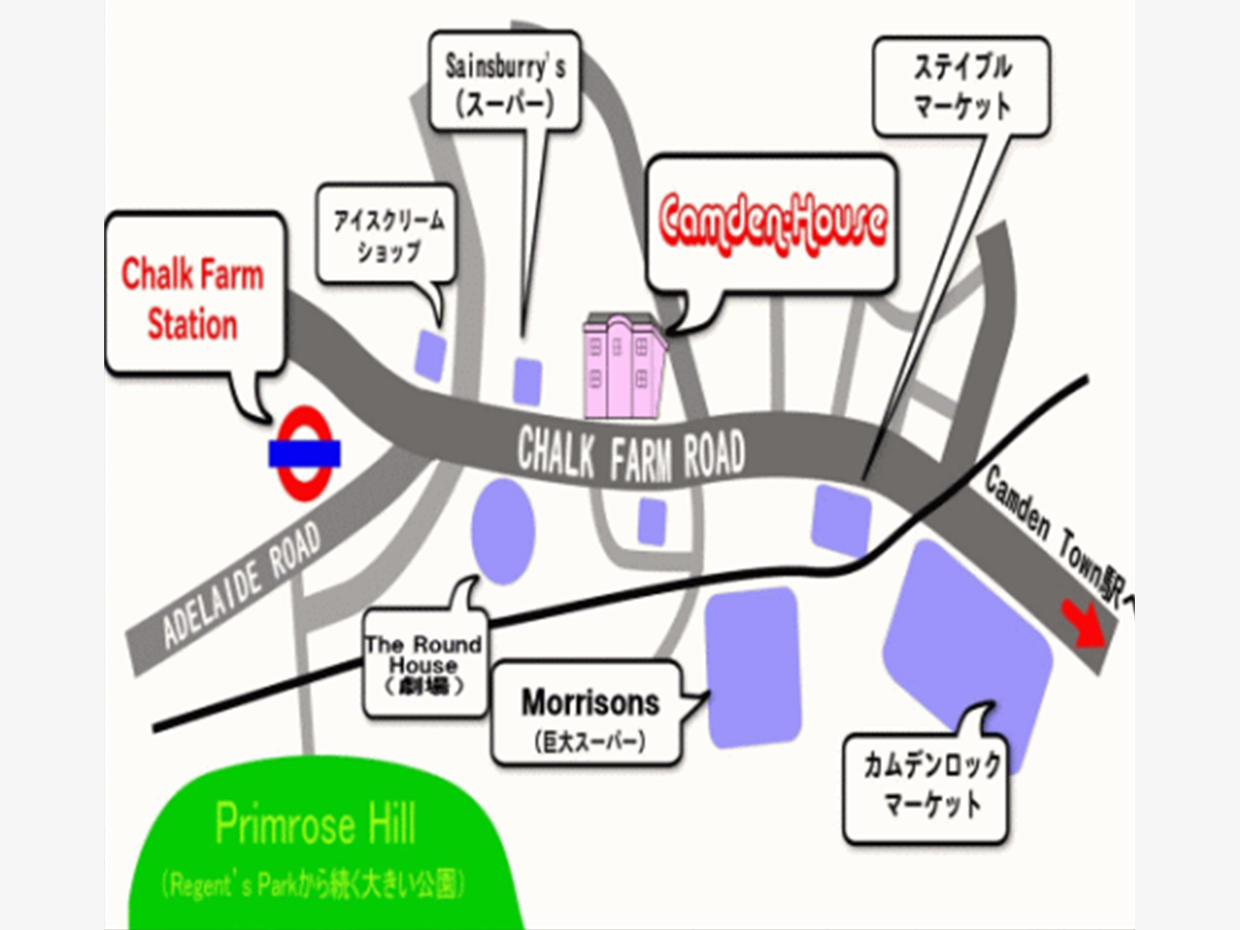 Sainsburry's
(スーパー)
ステイブル
マーケット
アイスクリーム
ショップ
Camden-House
Chalk Farm
Station
CHALK FARM ROAD
Camden Town駅へ
ADELAIDE ROAD
The Round
House
(劇場)
Morrisons
(巨大スーパー)
カムデンロック
マーケット
Primrose Hill
(Regent's Parkから続く大きい公園)